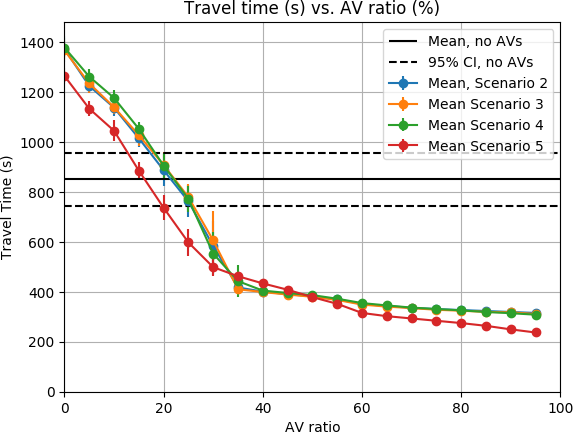 Travel time (s) vs. AV ratio (%)
Mean, no AVs
95% CI, no AVs
Mean, Scenario 2
Mean Scenario 3
Mean Scenario 4
Mean Scenario 5
Travel Time (s)
1400
1200
1000
800
600
400
200
0
0 20 40 60 80 100
AV ratio